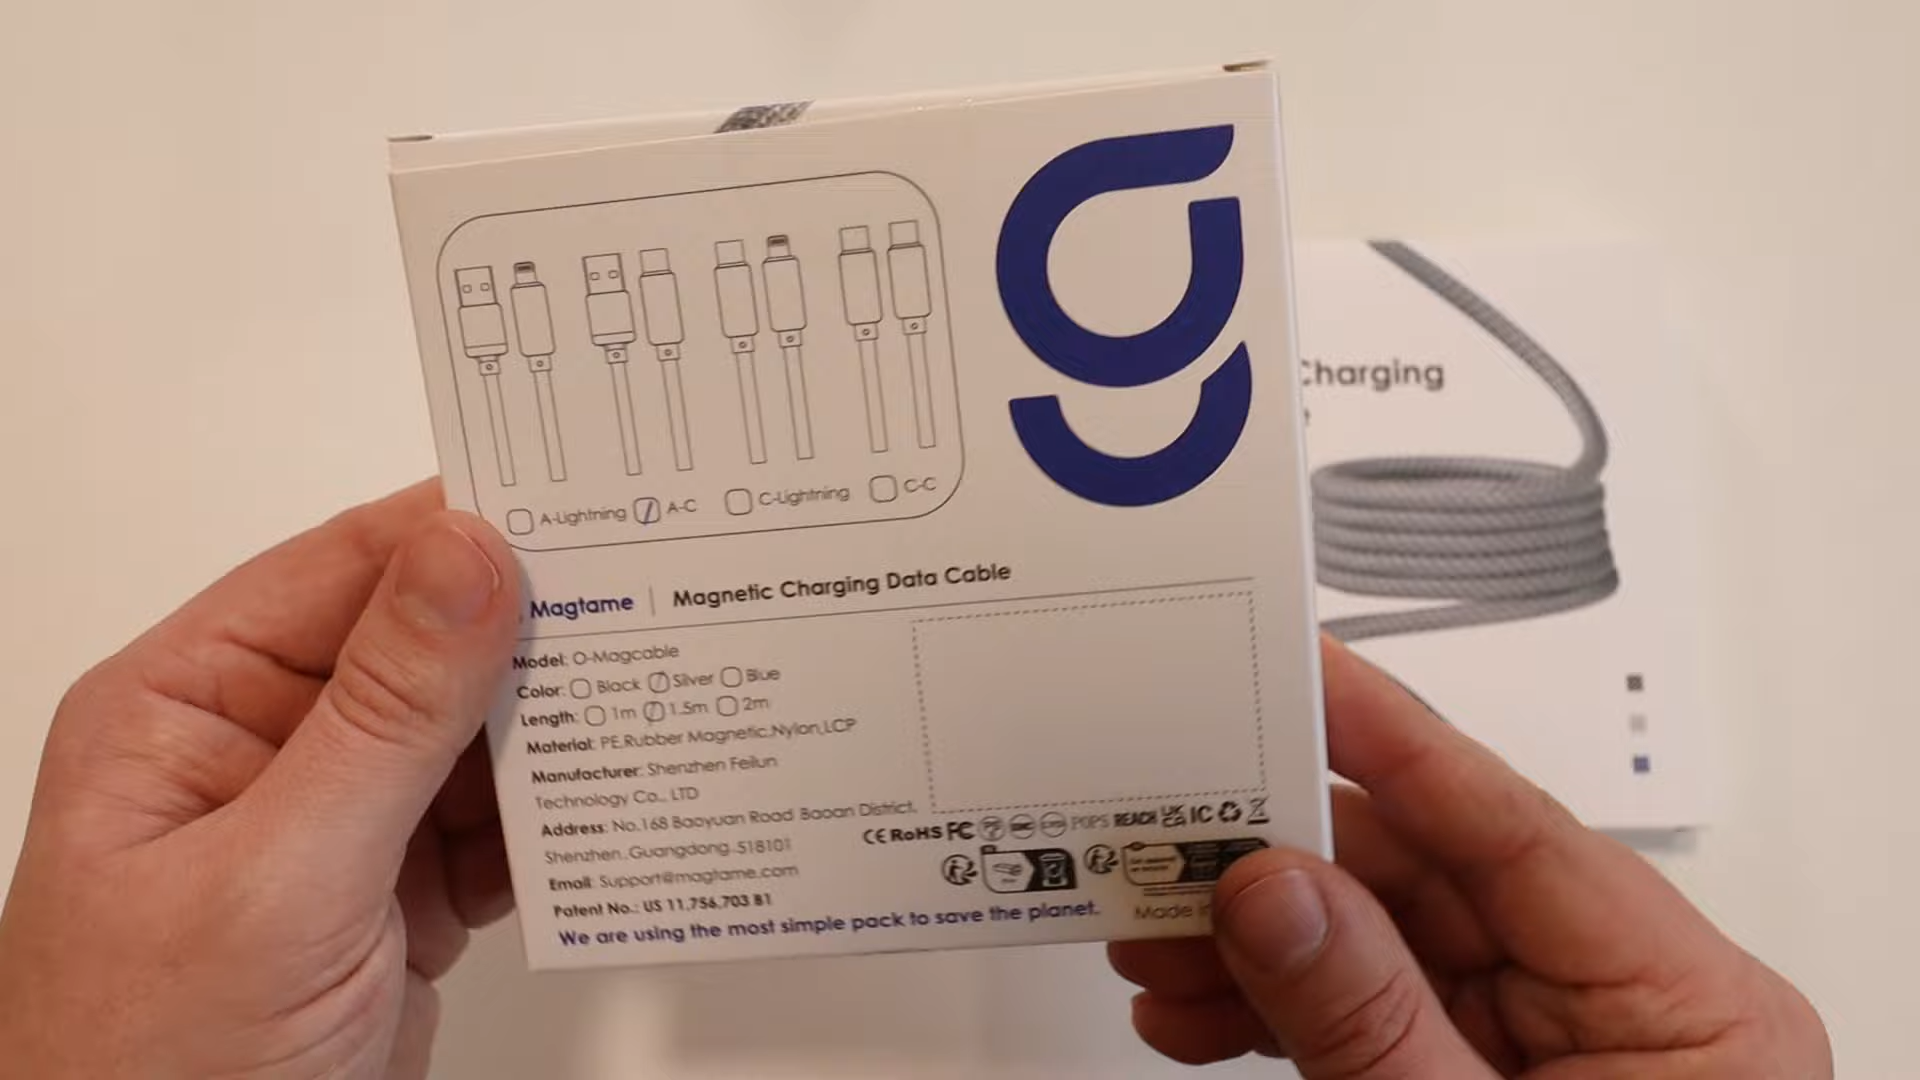 A-Lightning A-C C-Lightning C-C
Magtame | Magnetic Charging Data Cable
Model: O-Magcable
Color: Black Silver Blue
Length: 1m 1.5m 2m
Material: PE,Rubber Magnetic,Nylon,LCP
Manufacturer: Shenzhen Feilun
Technology Co., LTD
Address: No.168 Baoyuan Road Baoan District,
Shenzhen,Guangdong,518101
Email: Support@magtame.com
Patent No.: US 11,756,703 B1
We are using the most simple pack to save the planet.
CE RoHS FC POPS REACH UKCA IC
Made
Charging